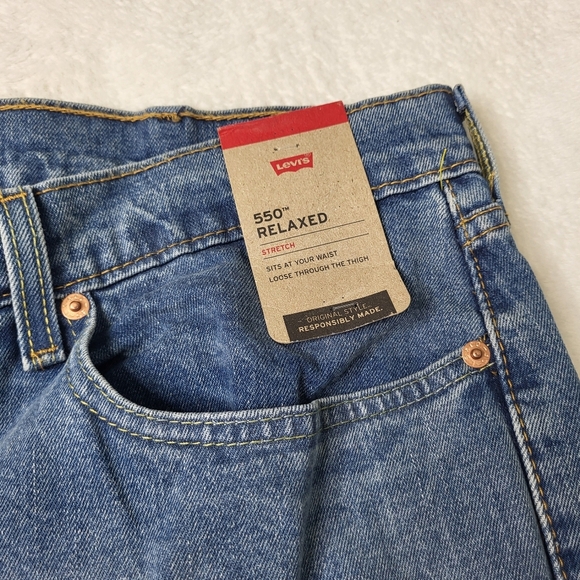 LEVI'S
550™
RELAXED
STRETCH
SITS AT YOUR WAIST
LOOSE THROUGH THE THIGH
ORIGINAL STYLE.
RESPONSIBLY MADE.